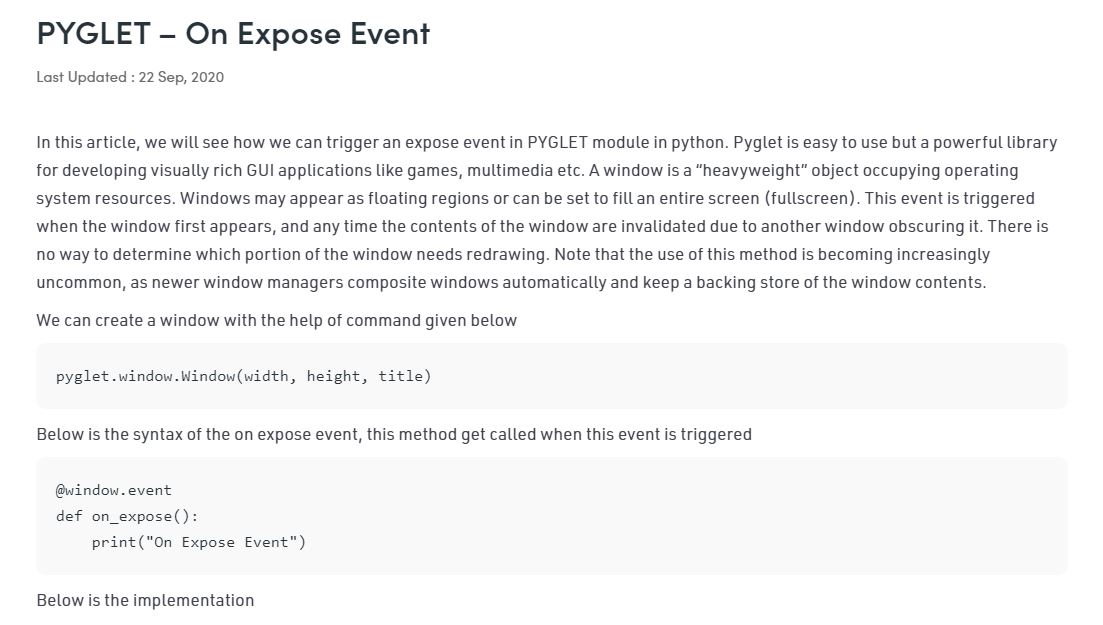 PYGLET – On Expose Event
Last Updated : 22 Sep, 2020
In this article, we will see how we can trigger an expose event in PYGLET module in python. Pyglet is easy to use but a powerful library
for developing visually rich GUI applications like games, multimedia etc. A window is a “heavyweight” object occupying operating
system resources. Windows may appear as floating regions or can be set to fill an entire screen (fullscreen). This event is triggered
when the window first appears, and any time the contents of the window are invalidated due to another window obscuring it. There is
no way to determine which portion of the window needs redrawing. Note that the use of this method is becoming increasingly
uncommon, as newer window managers composite windows automatically and keep a backing store of the window contents.
We can create a window with the help of command given below
pyglet.window.Window(width, height, title)
Below is the syntax of the on expose event, this method get called when this event is triggered
@window.event
def on_expose():
    print("On Expose Event")
Below is the implementation